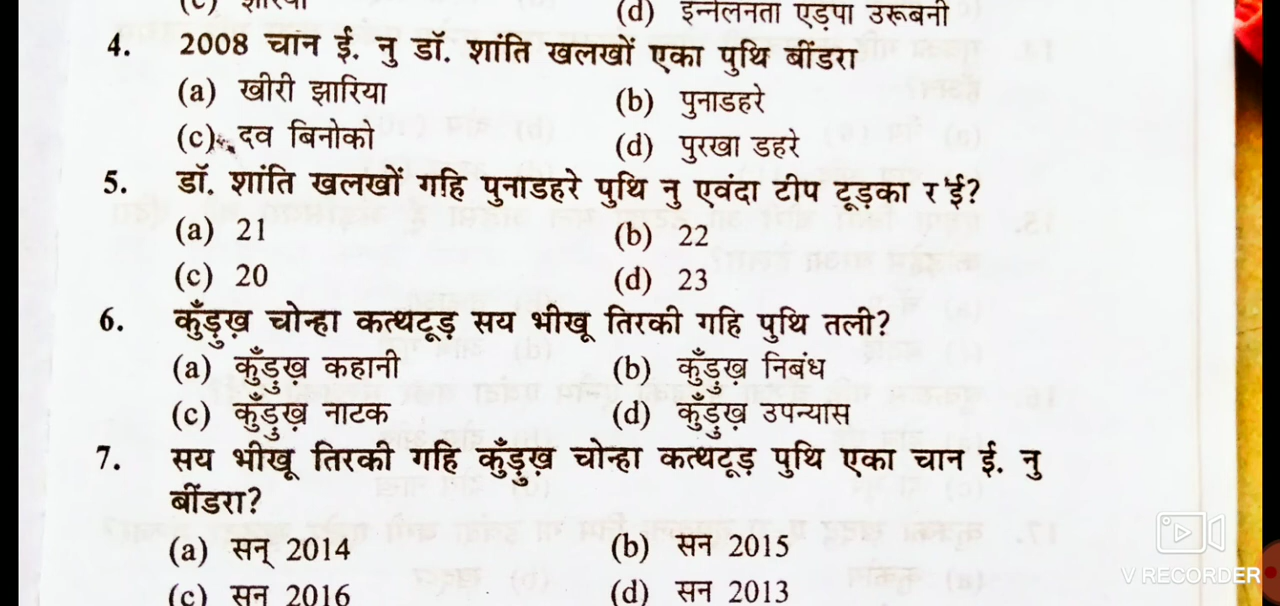 (c) झारिया (d) इन्नेलनता एड़पा उरूबनी
4. 2008 चान ई. नु डॉ. शांति खलखों एका पुथि बींडरा
(a) खीरी झारिया (b) पुनाडहरे
(c) दव बिनोको (d) पुरखा डहरे
5. डॉ. शांति खलखों गहि पुनाडहरे पुथि नु एवंदा टीप टूड़का र'ई?
(a) 21 (b) 22
(c) 20 (d) 23
6. कुँड़ुख़ चोन्हा कत्थटूड़ सय भीखू तिरकी गहि पुथि तली?
(a) कुँड़ुख़ कहानी (b) कुँड़ुख़ निबंध
(c) कुँड़ुख़ नाटक (d) कुँड़ुख़ उपन्यास
7. सय भीखू तिरकी गहि कुँड़ुख़ चोन्हा कत्थटूड़ पुथि एका चान ई. नु
बींडरा?
(a) सन् 2014 (b) सन 2015
(c) सन 2016 (d) सन 2013
V RECORDER